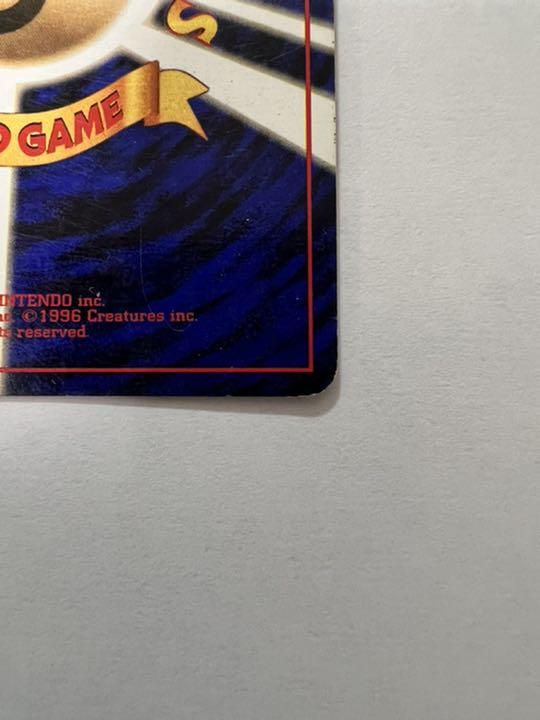 S
GAME
NTENDO inc.
©1996 Creatures inc.
reserved.